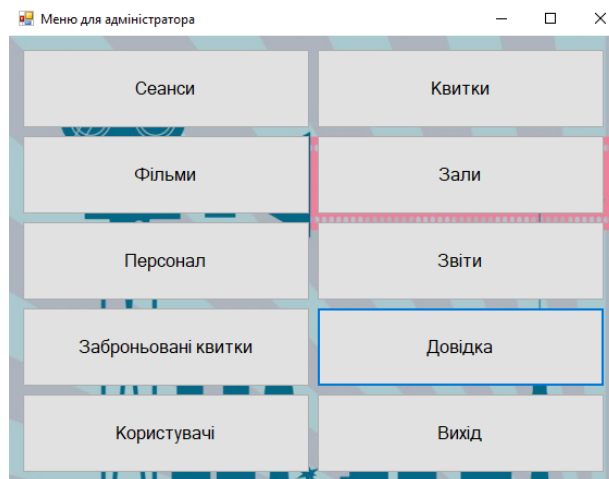 Меню для адміністратора
Сеанси
Квитки
Фільми
Зали
Персонал
Звіти
Заброньовані квитки
Довідка
Користувачі
Вихід